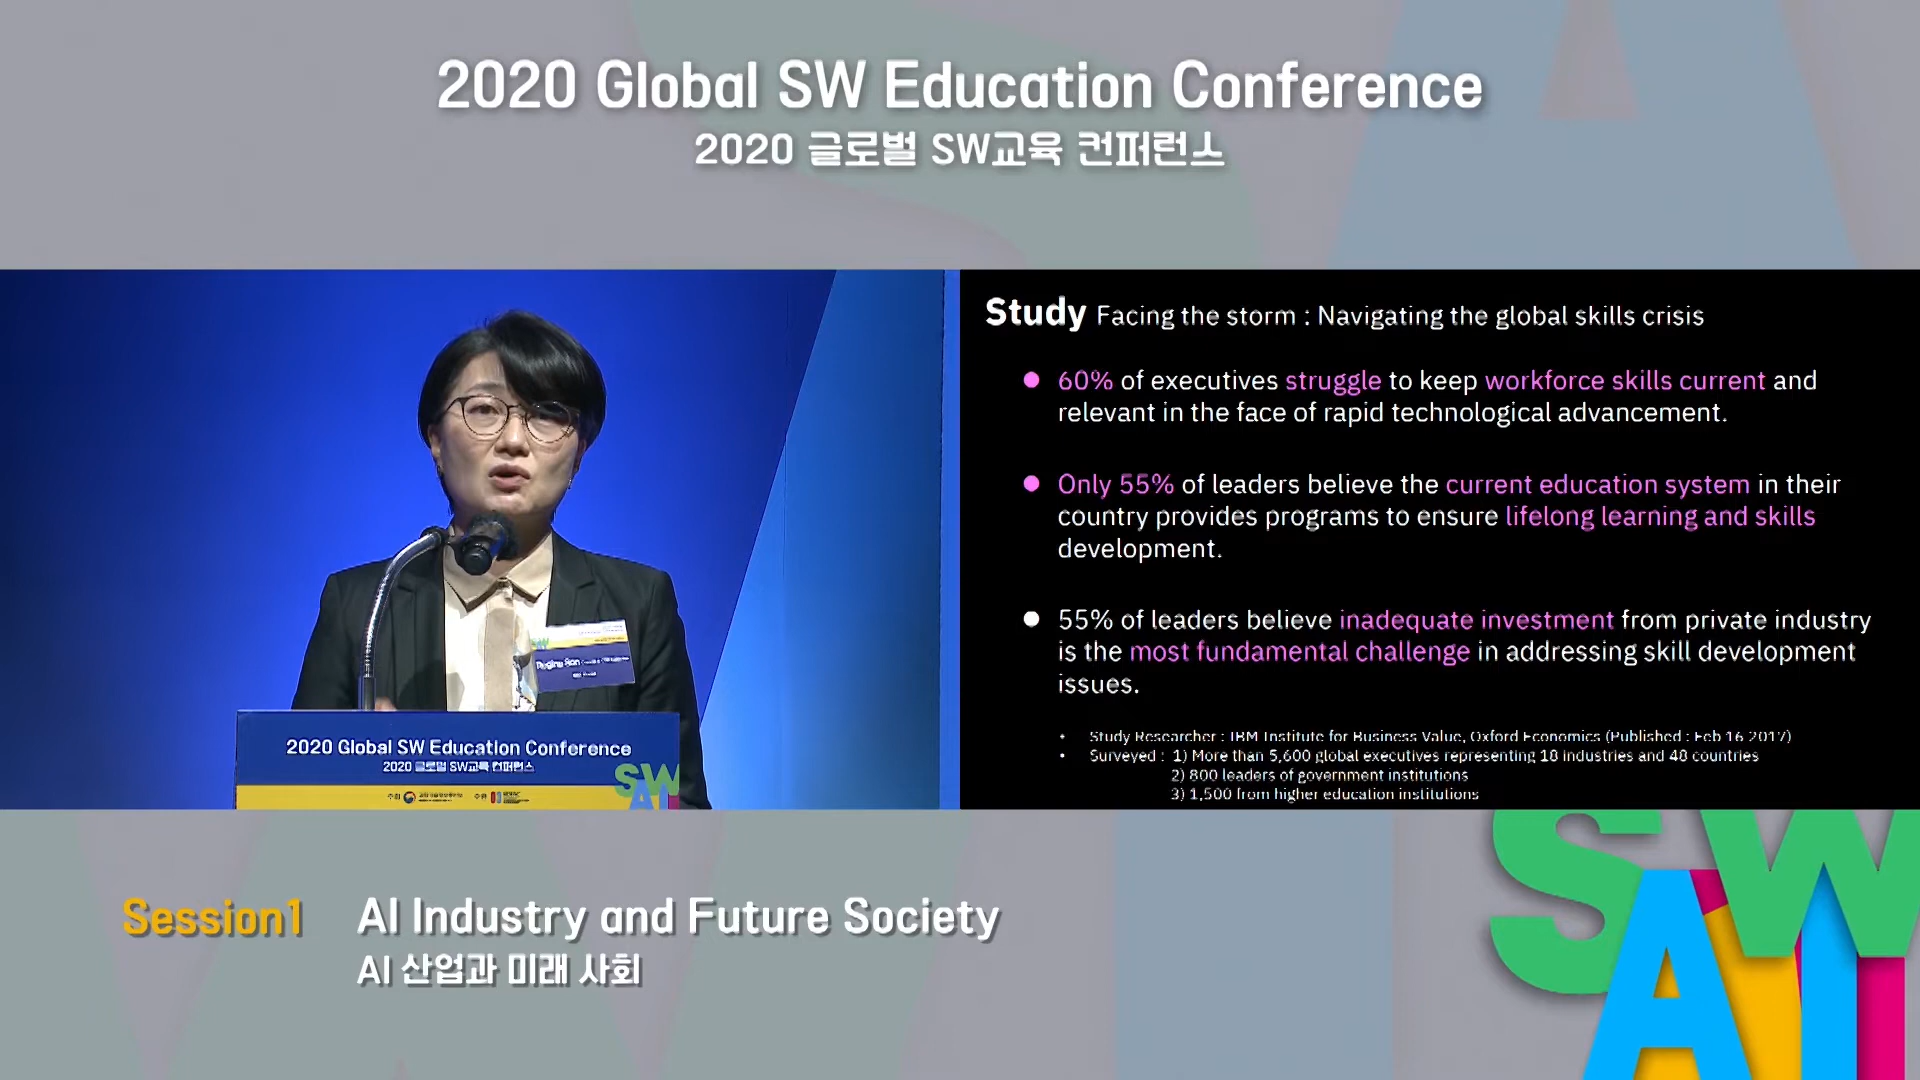 2020 Global SW Education Conference
2020 글로벌 SW교육 컨퍼런스
Study Facing the storm : Navigating the global skills crisis
60% of executives struggle to keep workforce skills current and
relevant in the face of rapid technological advancement.
Only 55% of leaders believe the current education system in their
country provides programs to ensure lifelong learning and skills
development.
55% of leaders believe inadequate investment from private industry
is the most fundamental challenge in addressing skill development
issues.
• Study Researcher : IBM Institute for Business Value, Oxford Economics (Published : Feb 16 2017)
• Surveyed : 1) More than 5,600 global executives representing 18 industries and 48 countries
2) 800 leaders of government institutions
3) 1,500 from higher education institutions
2020 Global SW Education Conference
2020 글로벌 SW교육 컨퍼런스
주최
주관
SW
AI
Session1 AI Industry and Future Society
AI 산업과 미래 사회
SW
AI